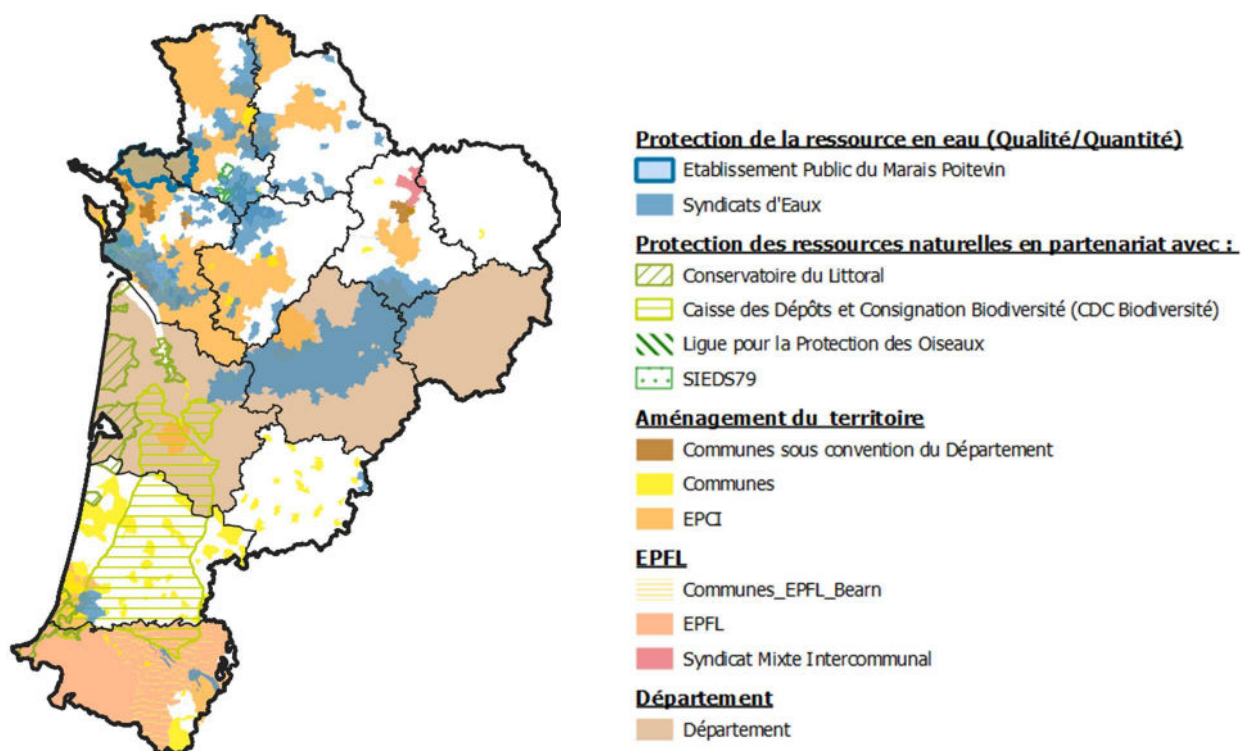 Protection de la ressource en eau (Qualité/Quantité)
Etablissement Public du Marais Poitevin
Syndicats d'Eaux
Protection des ressources naturelles en partenariat avec :
Conservatoire du Littoral
Caisse des Dépôts et Consignation Biodiversité (CDC Biodiversité)
Ligue pour la Protection des Oiseaux
SIEDS79
Aménagement du territoire
Communes sous convention du Département
Communes
EPCI
EPFL
Communes_EPFL_Bearn
EPFL
Syndicat Mixte Intercommunal
Département
Département